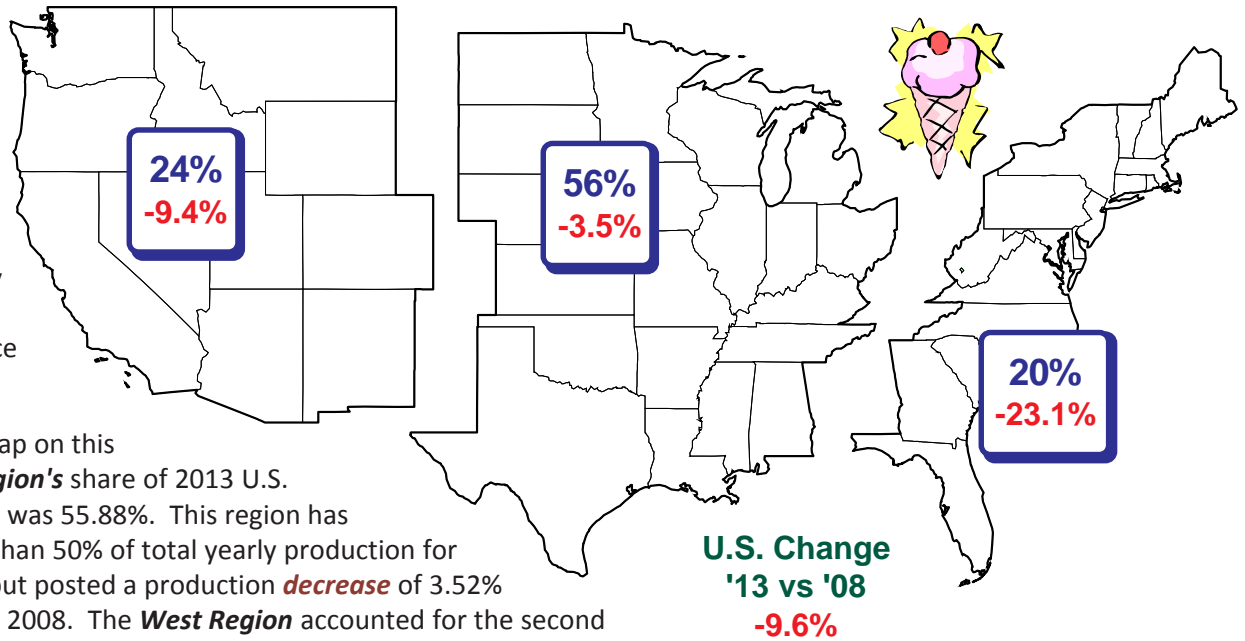 24%
-9.4%
56%
-3.5%
20%
-23.1%
ap on this
gion's share of 2013 U.S.
was 55.88%. This region has
han 50% of total yearly production for
out posted a production decrease of 3.52%
2008. The West Region accounted for the second
U.S. Change
'13 vs '08
-9.6%